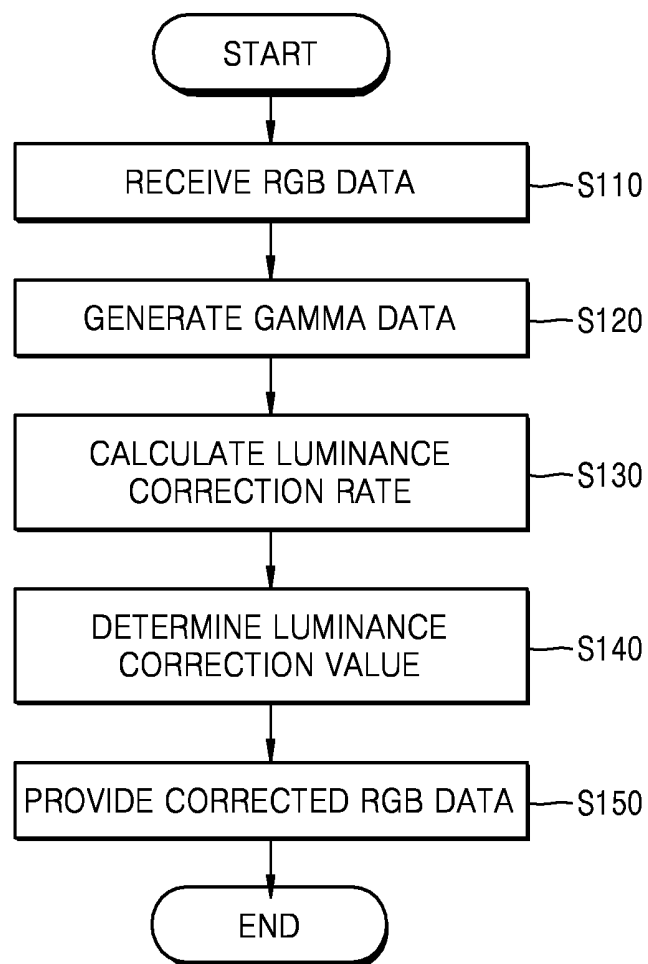 START
RECEIVE RGB DATA
S110
GENERATE GAMMA DATA
S120
CALCULATE LUMINANCE
CORRECTION RATE
S130
DETERMINE LUMINANCE
CORRECTION VALUE
S140
PROVIDE CORRECTED RGB DATA
S150
END